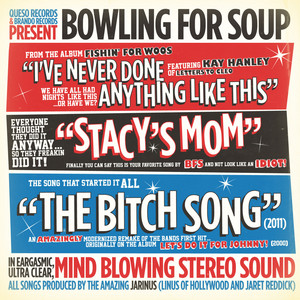 QUESO RECORDS
& BRANDO RECORDS
PRESENT
BOWLING FOR SOUP
FROM THE ALBUM FISHIN' FOR WOOS
"I'VE NEVER DONE
FEATURING KAY HANLEY
OF LETTERS TO CLEO
WE HAVE ALL HAD
NIGHTS LIKE THIS
...OR HAVE WE?
ANYTHING LIKE THIS"
EVERYONE
THOUGHT
THEY DID IT
ANYWAY...
SO THEY FREAKIN
DID IT!
"STACY'S MOM"
FINALLY YOU CAN SAY THIS IS YOUR FAVORITE SONG BY BFS AND NOT LOOK LIKE AN IDIOT!
THE SONG THAT STARTED IT ALL
"THE BITCH SONG"
(2011)
AN AMAZINGLY MODERNIZED REMAKE OF THE BANDS FIRST HIT...
ORIGINALLY ON THE ALBUM LET'S DO IT FOR JOHNNY! (2000)
IN EARGASMIC,
ULTRA CLEAR,
MIND BLOWING STEREO SOUND
ALL SONGS PRODUCED BY THE AMAZING JARINUS (LINUS OF HOLLYWOOD AND JARET REDDICK)